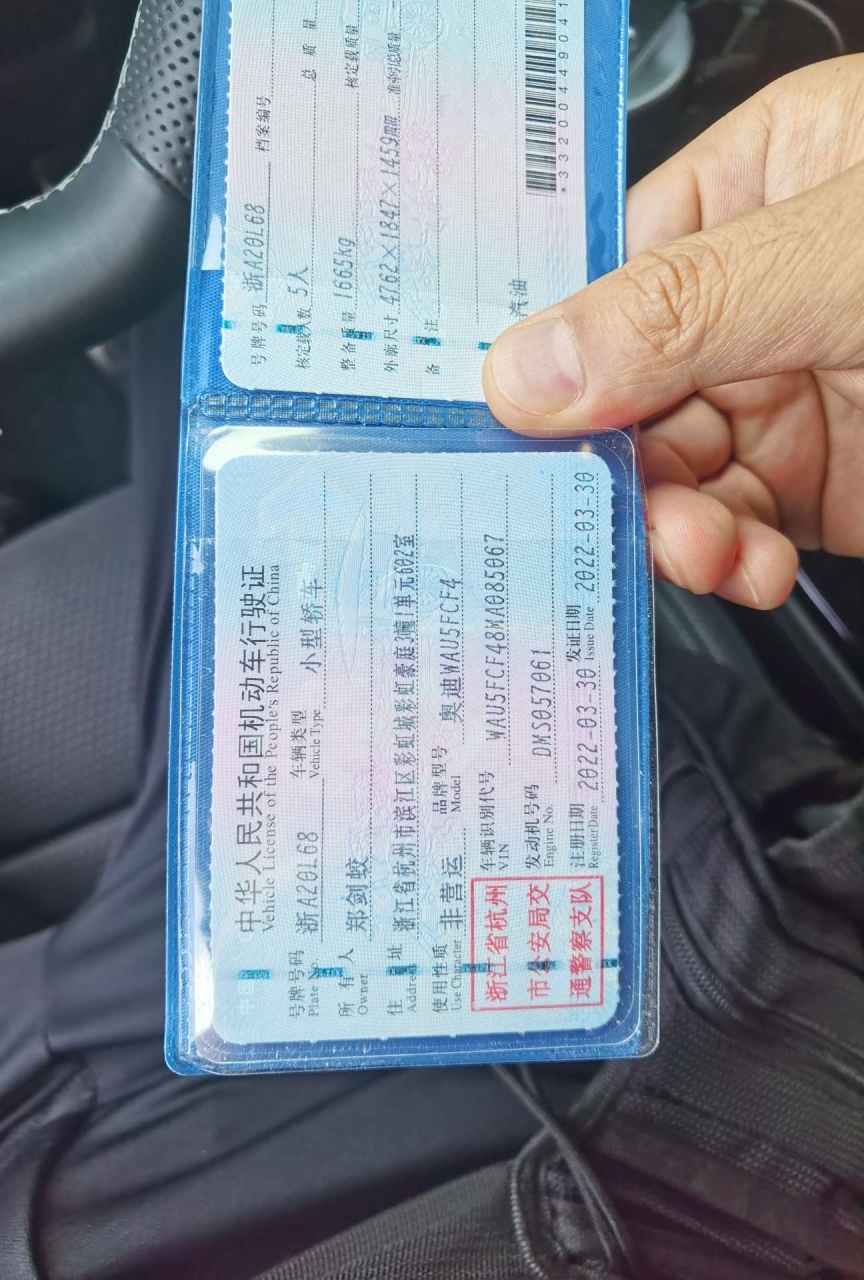 中华人民共和国机动车行驶证
Vehicle License of the People's Republic of China
号牌号码 浙A20L68 车辆类型 小型轿车
Plate No. Vehicle Type
所 有 人 郑剑蛟
Owner
住 址 浙江省杭州市滨江区彩虹城彩虹豪庭3幢1单元602室
Address
使用性质 非营运 品牌型号 奥迪WAU5FCF4
Use Character Model
浙江省杭州
市公安局交
通警察支队
车辆识别代号 WAU5FCF48MA085067
VIN
发动机号码 DMS057061
Engine No.
注册日期 2022-03-30 发证日期 2022-03-30
Register Date Issue Date
号牌号码 浙A20L68 档案编号
核定载人数 5人 总 质 量
整备质量 1665kg 核定载质量
外廓尺寸 4762×1847×1459mm 准牵引总质量
备 注
汽油
*33200449041